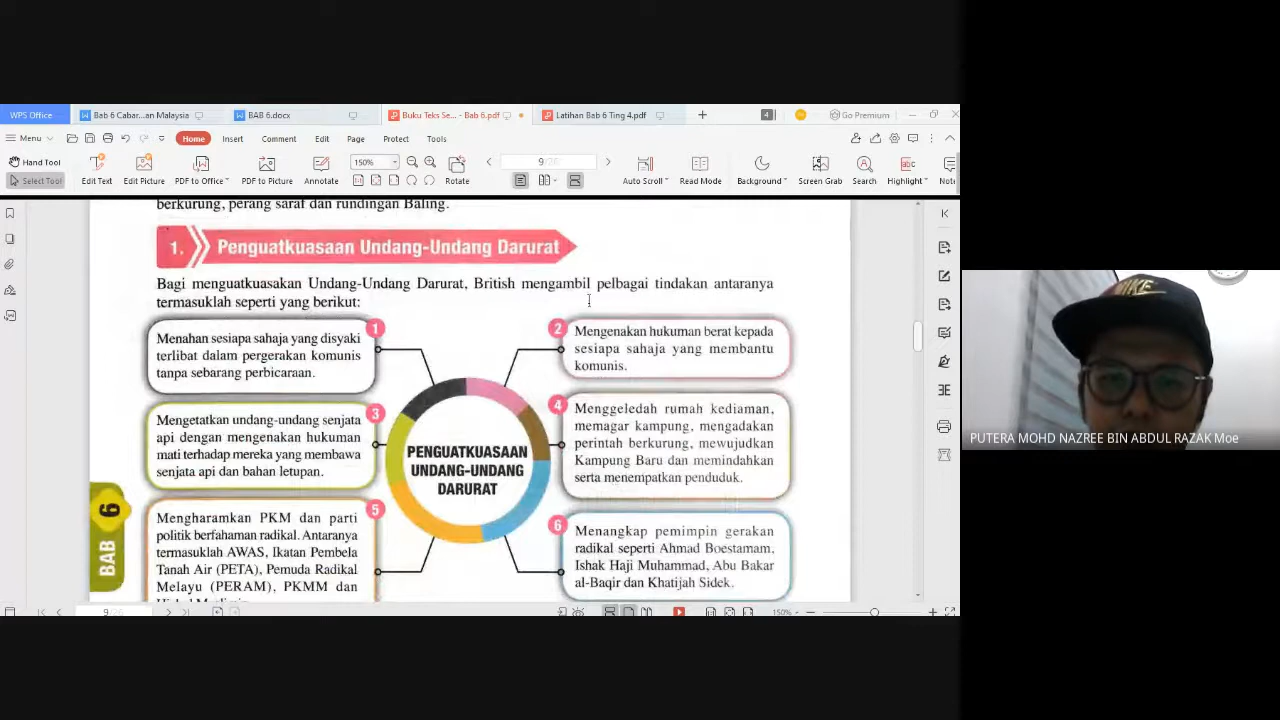 WPS Office
Bab 6 Cabar...an Malaysia
BAB 6.docx
Buku Teks Se... - Bab 6.pdf
Latihan Bab 6 Ting 4.pdf
4
Go Premium
Menu
Home
Insert
Comment
Edit
Page
Protect
Tools
Hand Tool
Select Tool
Edit Text
Edit Picture
PDF to Office
PDF to Picture
Annotate
150%
Rotate
9/26
Auto Scroll
Read Mode
Background
Screen Grab
Search
Highlight
berkurung, perang saraf dan rundingan Baling.
1. Penguatkuasaan Undang-Undang Darurat
Bagi menguatkuasakan Undang-Undang Darurat, British mengambil pelbagai tindakan antaranya
termasuklah seperti yang berikut:
1
Menahan sesiapa sahaja yang disyaki
terlibat dalam pergerakan komunis
tanpa sebarang perbicaraan.
2
Mengenakan hukuman berat kepada
sesiapa sahaja yang membantu
komunis.
3
Mengetatkan undang-undang senjata
api dengan mengenakan hukuman
mati terhadap mereka yang membawa
senjata api dan bahan letupan.
4
Menggeledah rumah kediaman,
memagar kampung, mengadakan
perintah berkurung, mewujudkan
Kampung Baru dan memindahkan
serta menempatkan penduduk.
PENGUATKUASAAN
UNDANG-UNDANG
DARURAT
5
Mengharamkan PKM dan parti
politik berfahaman radikal. Antaranya
termasuklah AWAS, Ikatan Pembela
Tanah Air (PETA), Pemuda Radikal
Melayu (PERAM), PKMM dan
6
Menangkap pemimpin gerakan
radikal seperti Ahmad Boestamam,
Ishak Haji Muhammad, Abu Bakar
al-Baqir dan Khatijah Sidek.
BAB 6
9/26
150%
NIKE
PUTERA MOHD NAZREE BIN ABDUL RAZAK Moe